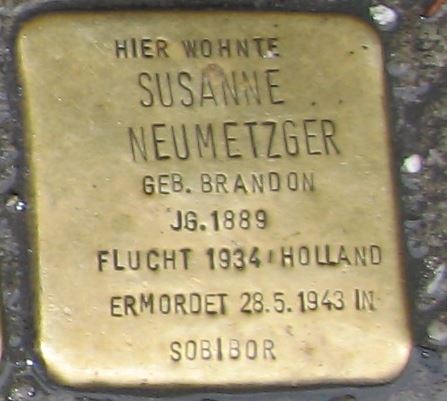 HIER WOHNTE
SUSANNE
NEUMETZGER
GEB. BRANDON
JG. 1889
FLUCHT 1934 HOLLAND
ERMORDET 28.5.1943 IN
SOBIBOR